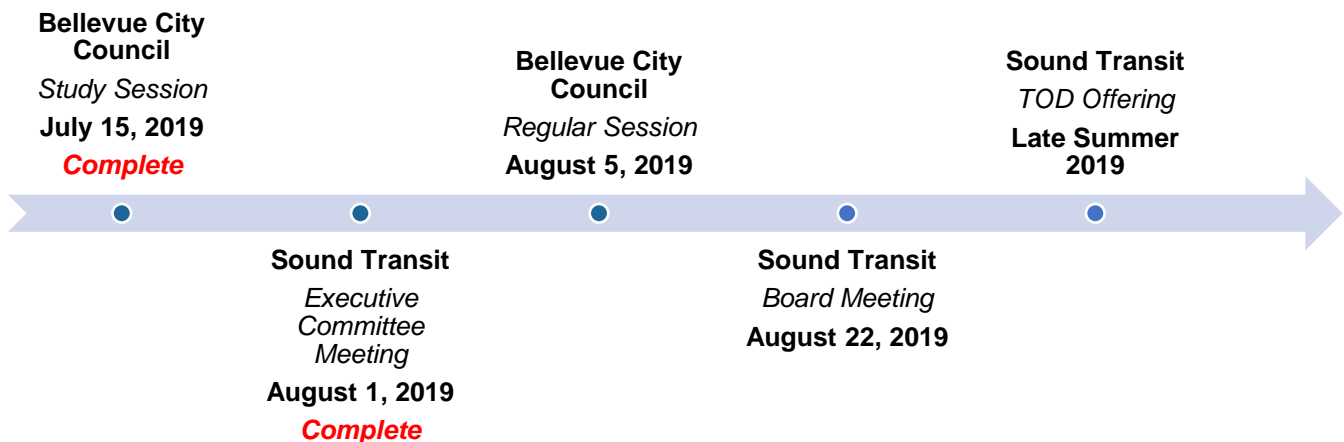 Bellevue City
Council
Study Session
July 15, 2019
Complete
Sound Transit
Executive
Committee
Meeting
August 1, 2019
Complete
Bellevue City
Council
Regular Session
August 5, 2019
Sound Transit
Board Meeting
August 22, 2019
Sound Transit
TOD Offering
Late Summer
2019